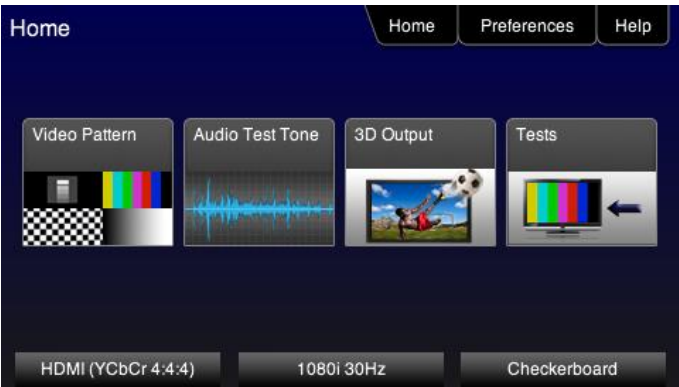 Home
Home Preferences Help
Video Pattern
Audio Test Tone
3D Output
Tests
HDMI (YCbCr 4:4:4)
1080i 30Hz
Checkerboard